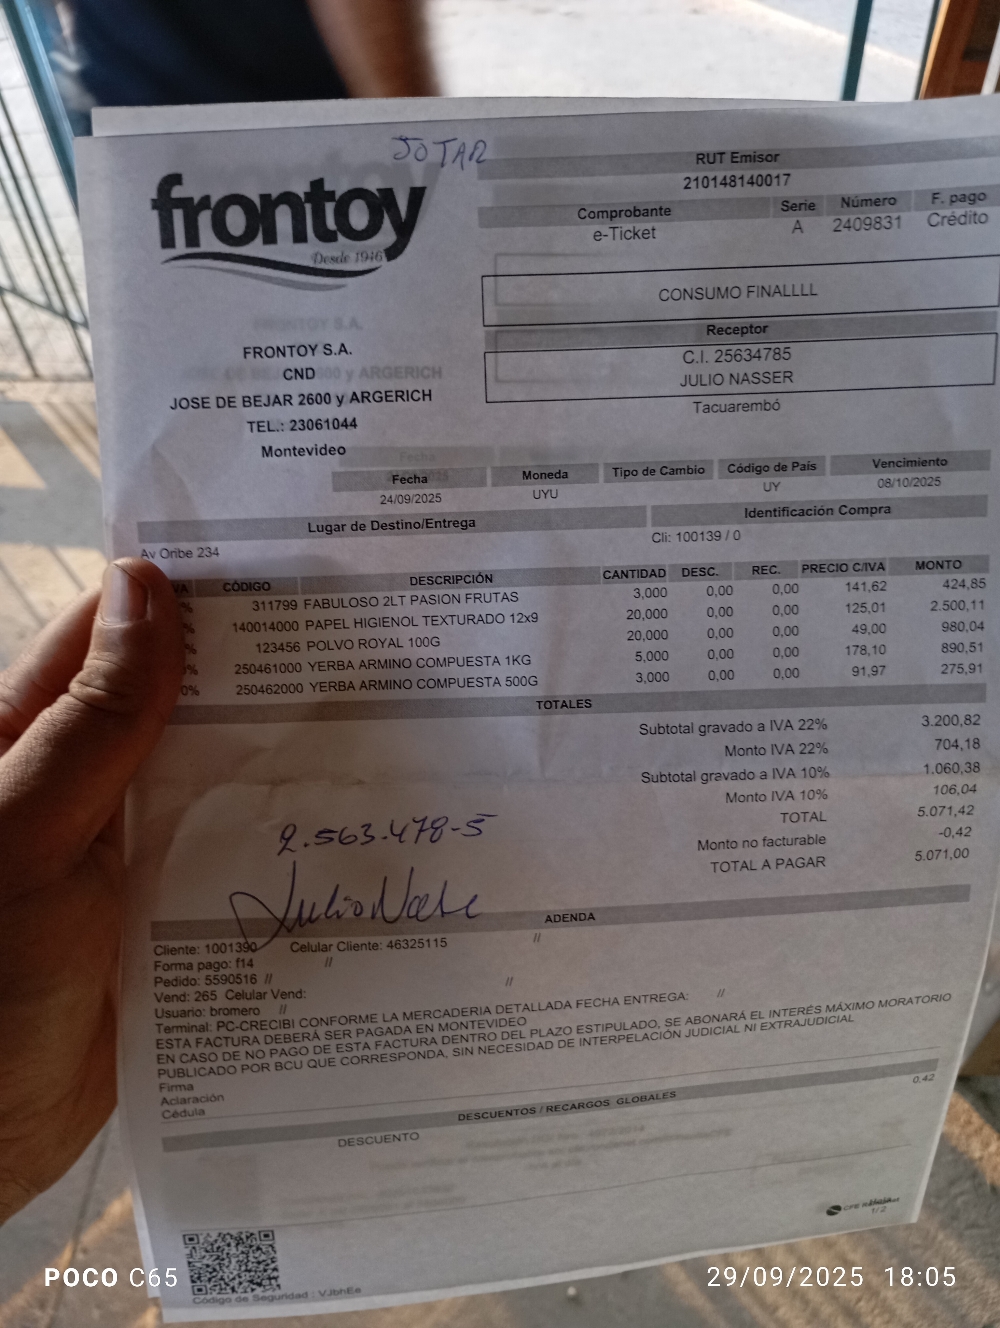 JOTAR
frontoy
Desde 1946
FRONTOY S.A.
CND
JOSE DE BEJAR 2600 y ARGERICH
TEL.: 23061044
Montevideo
RUT Emisor
210148140017
Comprobante Serie Número F. pago
e-Ticket A 2409831 Crédito
CONSUMO FINALLLL
Receptor
C.I. 25634785
JULIO NASSER
Tacuarembó
Fecha Moneda Tipo de Cambio Código de País Vencimiento
24/09/2025 UYU UY 08/10/2025
Lugar de Destino/Entrega Identificación Compra
Av Oribe 234 Cli: 100139 / 0
VA CÓDIGO DESCRIPCIÓN CANTIDAD DESC. REC. PRECIO C/IVA MONTO
% 311799 FABULOSO 2LT PASION FRUTAS 3,000 0,00 0,00 141,62 424,85
% 140014000 PAPEL HIGIENOL TEXTURADO 12x9 20,000 0,00 0,00 125,01 2.500,11
% 123456 POLVO ROYAL 100G 20,000 0,00 0,00 49,00 980,04
% 250461000 YERBA ARMINO COMPUESTA 1KG 5,000 0,00 0,00 178,10 890,51
0% 250462000 YERBA ARMINO COMPUESTA 500G 3,000 0,00 0,00 91,97 275,91
TOTALES
Subtotal gravado a IVA 22% 3.200,82
Monto IVA 22% 704,18
Subtotal gravado a IVA 10% 1.060,38
Monto IVA 10% 106,04
TOTAL 5.071,42
Monto no facturable -0,42
TOTAL A PAGAR 5.071,00
2.563.478-5
Julio
ADENDA
Cliente: 1001390 Celular Cliente: 46325115 //
Forma pago: f14 //
Pedido: 5590516 // //
Vend: 265 Celular Vend:
Usuario: bromero // //
Terminal: PC-CRECIBI CONFORME LA MERCADERIA DETALLADA FECHA ENTREGA:
ESTA FACTURA DEBERÁ SER PAGADA EN MONTEVIDEO
EN CASO DE NO PAGO DE ESTA FACTURA DENTRO DEL PLAZO ESTIPULADO, SE ABONARÁ EL INTERÉS MÁXIMO MORATORIO
PUBLICADO POR BCU QUE CORRESPONDA, SIN NECESIDAD DE INTERPELACIÓN JUDICIAL NI EXTRAJUDICIAL
Firma
Aclaración
Cédula
DESCUENTOS / RECARGOS GLOBALES
DESCUENTO 0.42
1/2
Código de Seguridad : VJbhEe
POCO C65 29/09/2025 18:05